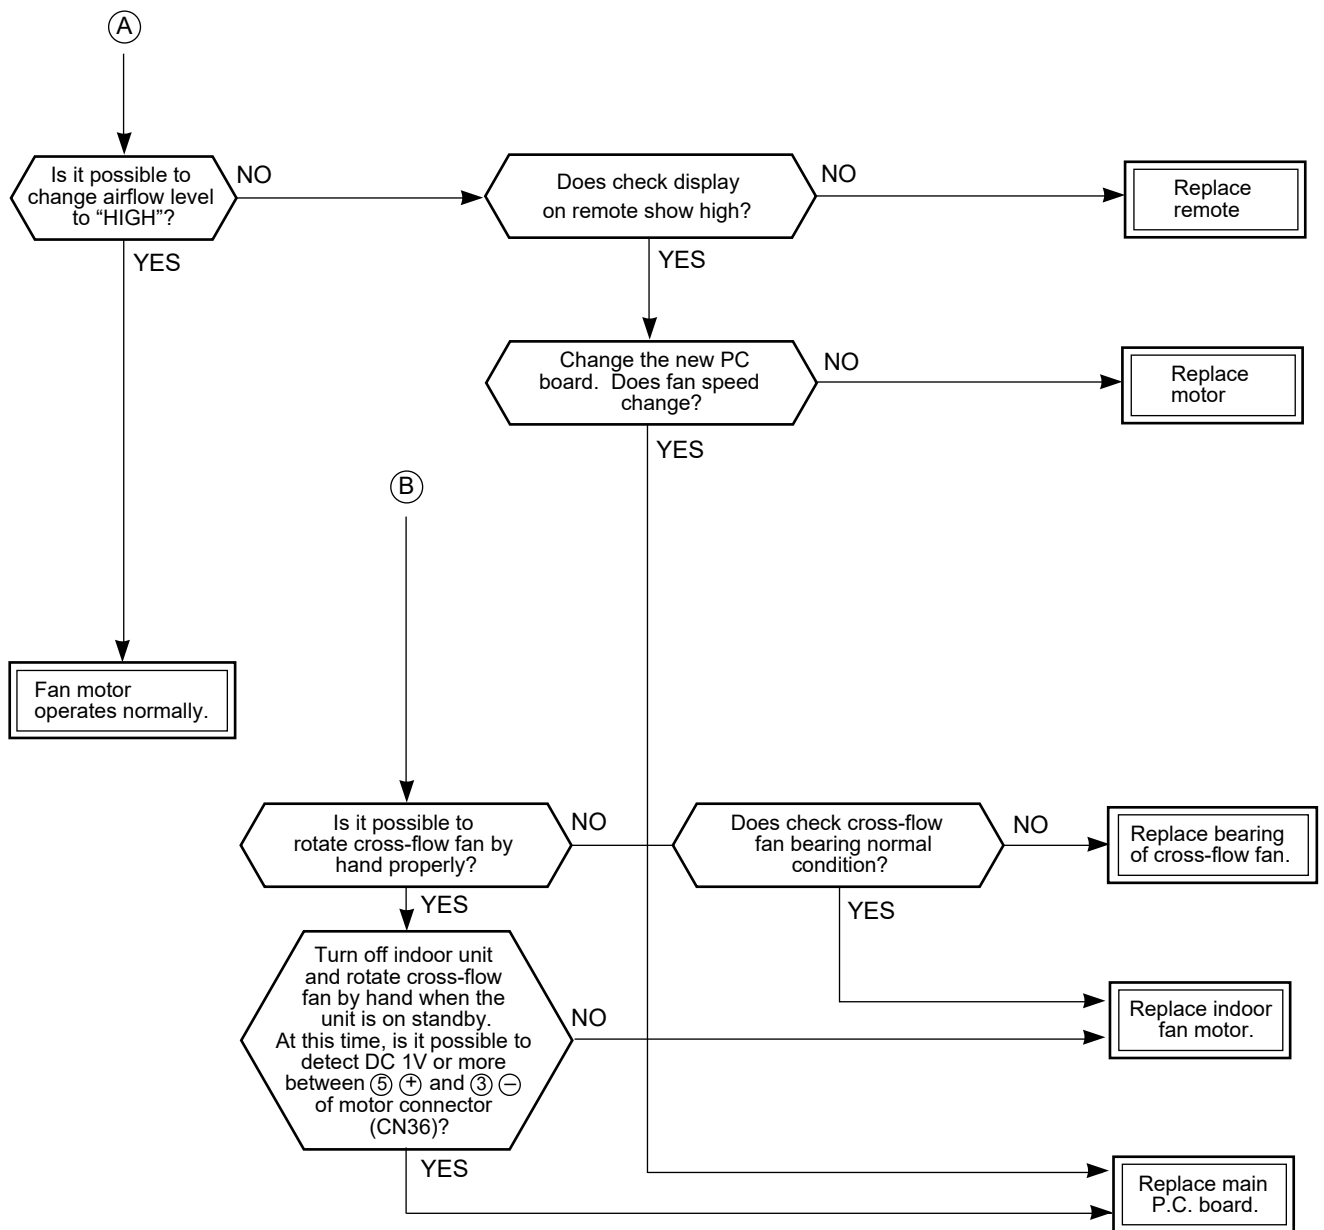 A
Is it possible to
change airflow level
to “HIGH”?
NO
YES
Does check display
on remote show high?
NO
YES
Replace
remote
Change the new PC
board.  Does fan speed
change?
NO
YES
Replace
motor
B
Fan motor
operates normally.
Is it possible to
rotate cross-flow fan by
hand properly?
NO
YES
Does check cross-flow
fan bearing normal
condition?
NO
YES
Replace bearing
of cross-flow fan.
Turn off indoor unit
and rotate cross-flow
fan by hand when the
unit is on standby.
At this time, is it possible to
detect DC 1V or more
between ⑤ ⊕ and ③ ⊖
of motor connector
(CN36)?
NO
YES
Replace indoor
fan motor.
Replace main
P.C. board.